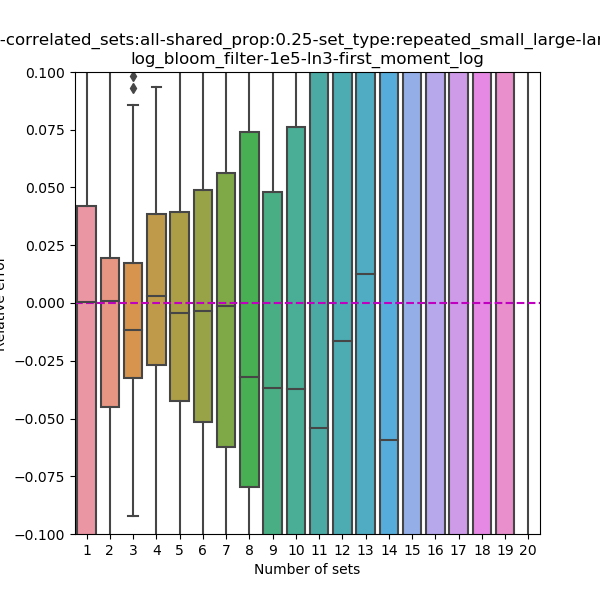 -correlated_sets:all-shared_prop:0.25-set_type:repeated_small_large-
log_bloom_filter-1e5-ln3-first_moment_log
0.100
0.075
0.050
0.025
0.000
−0.025
−0.050
−0.075
−0.100
Relative error
1 2 3 4 5 6 7 8 9 10 11 12 13 14 15 16 17 18 19 20
Number of sets